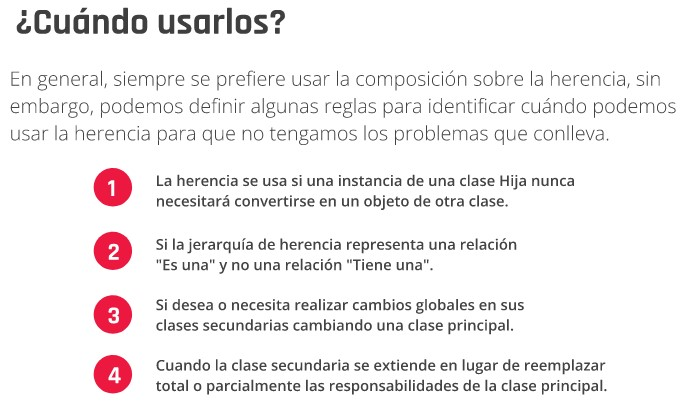 ¿Cuándo usarlos?
En general, siempre se prefiere usar la composición sobre la herencia, sin
embargo, podemos definir algunas reglas para identificar cuándo podemos
usar la herencia para que no tengamos los problemas que conlleva.
1 La herencia se usa si una instancia de una clase Hija nunca
necesitará convertirse en un objeto de otra clase.
2 Si la jerarquía de herencia representa una relación
"Es una" y no una relación "Tiene una".
3 Si desea o necesita realizar cambios globales en sus
clases secundarias cambiando una clase principal.
4 Cuando la clase secundaria se extiende en lugar de reemplazar
total o parcialmente las responsabilidades de la clase principal.